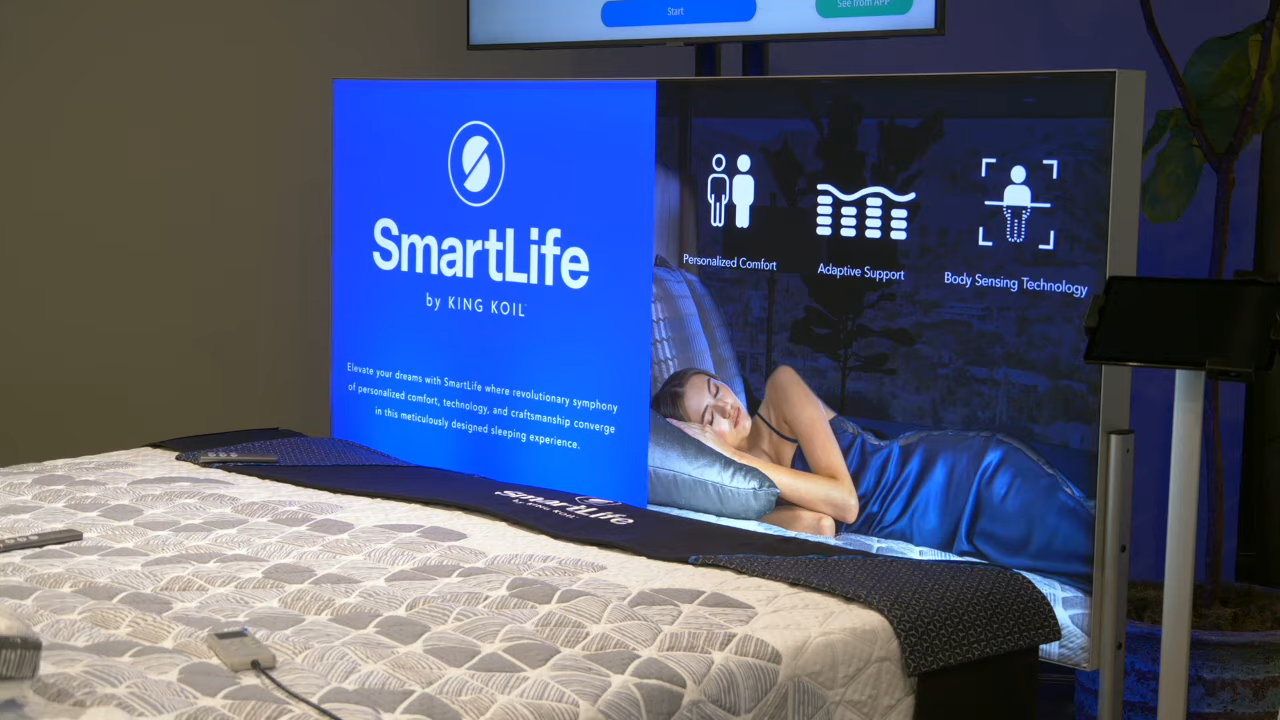 Start
See from APP
SmartLife
by KING KOIL
Elevate your dreams with SmartLife where revolutionary symphony
of personalized comfort, technology, and craftsmanship converge
in this meticulously designed sleeping experience.
Personalized Comfort
Adaptive Support
Body Sensing Technology
SmartLife
by KING KOIL